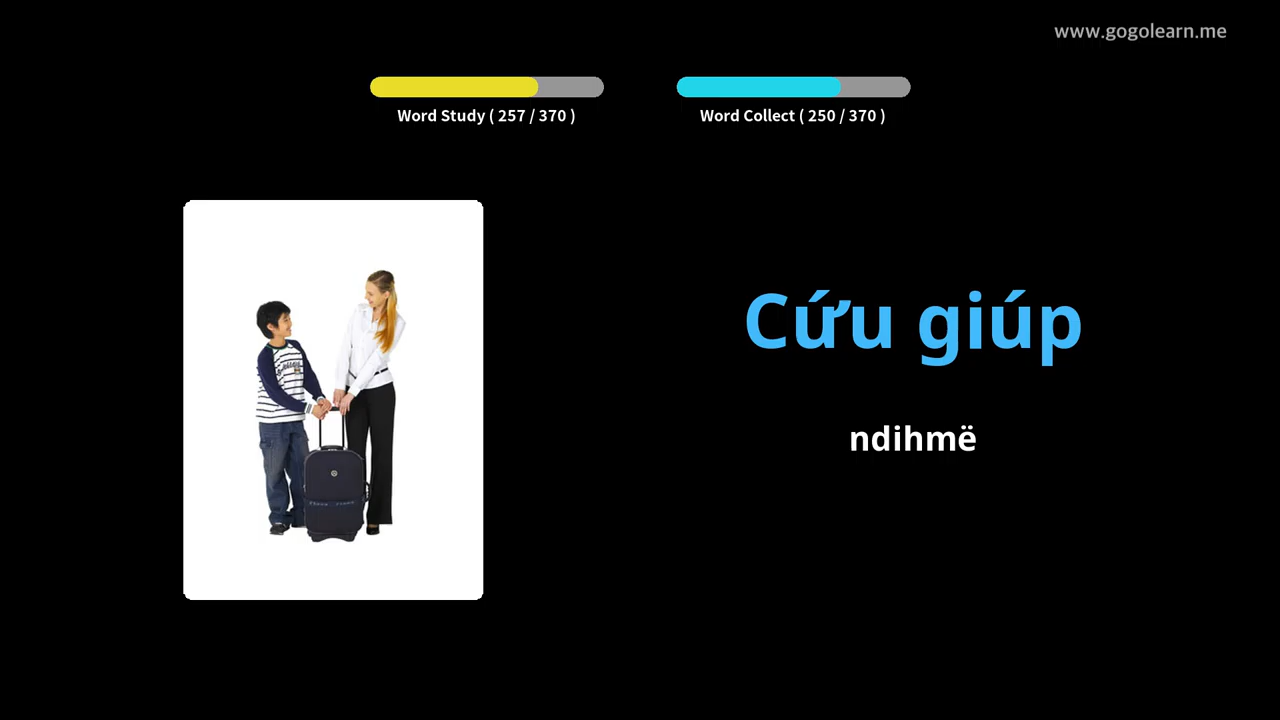 www.gogolearn.me
Word Study ( 257 / 370 )
Word Collect ( 250 / 370 )
Cứu giúp
ndihmë